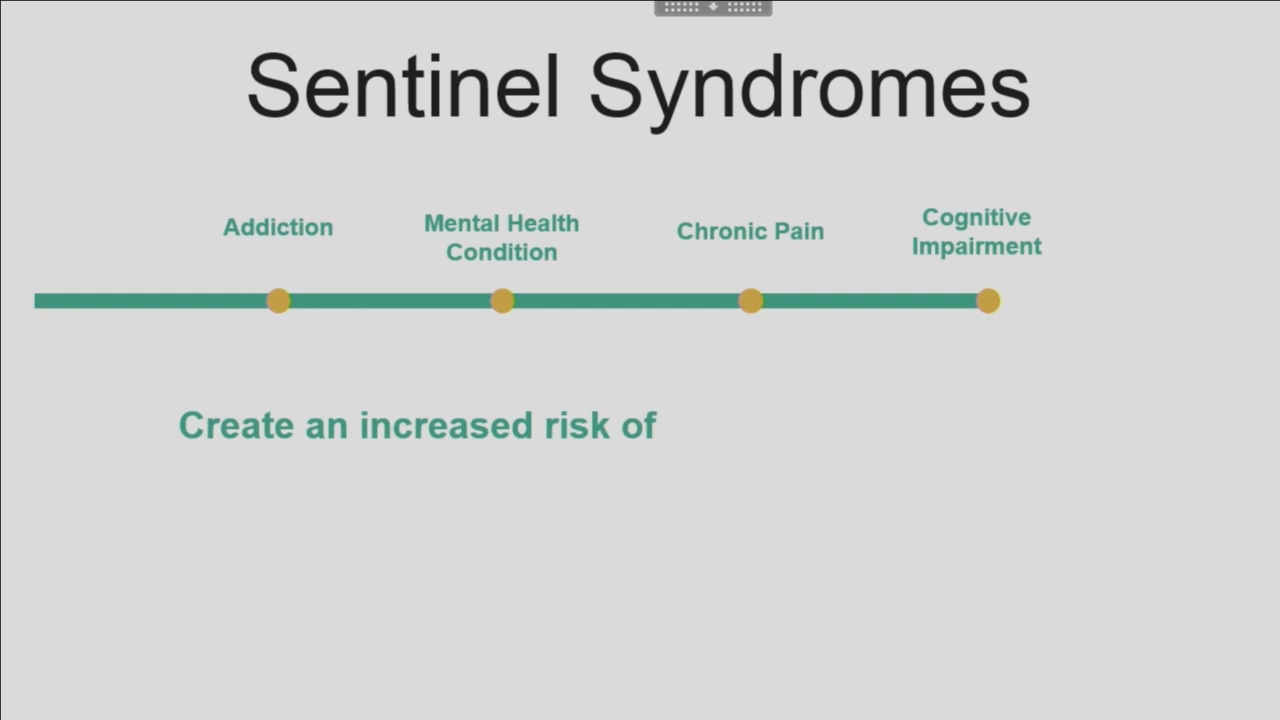 Sentinel Syndromes
Addiction
Mental Health
Condition
Chronic Pain
Cognitive
Impairment
Create an increased risk of